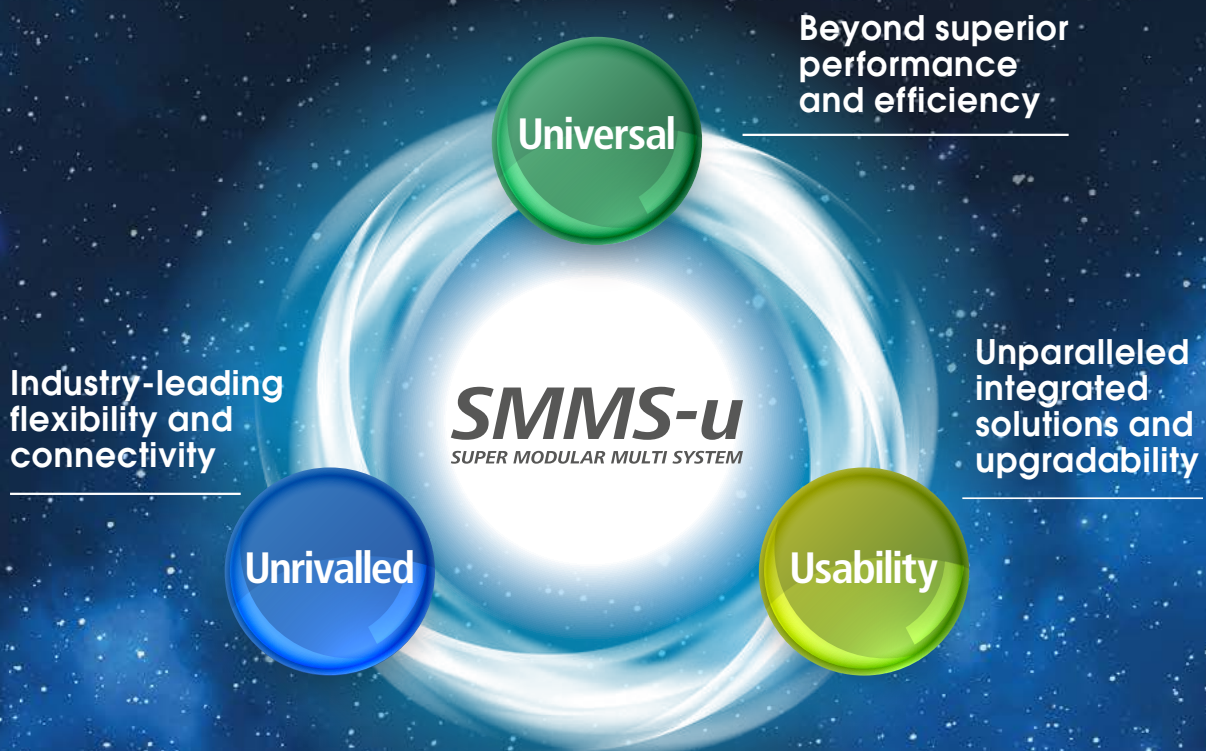 Beyond superior
performance
and efficiency
Universal
Industry-leading
flexibility and
connectivity
SMMS-u
SUPER MODULAR MULTI SYSTEM
Unparalleled
integrated
solutions and
upgradability
Unrivalled
Usability